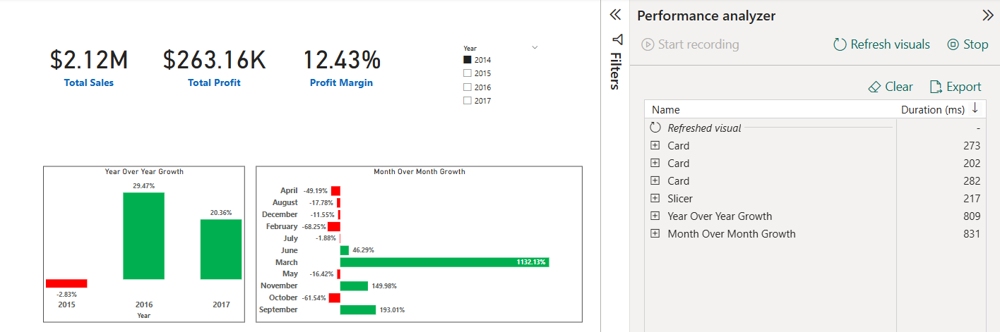 $2.12M
Total Sales
$263.16K
Total Profit
12.43%
Profit Margin
Year
2014
2015
2016
2017
Year Over Year Growth
29.47%
20.36%
-2.83%
2015 2016 2017
Year
Month Over Month Growth
April -49.19%
August -17.78%
December -11.55%
February -68.25%
July -1.88%
June 46.29%
March 1132.13%
May -16.42%
November 149.98%
October -61.54%
September 193.01%
Filters
Performance analyzer
Start recording Refresh visuals Stop
Clear Export
Name Duration (ms)
Refreshed visual -
Card 273
Card 202
Card 282
Slicer 217
Year Over Year Growth 809
Month Over Month Growth 831